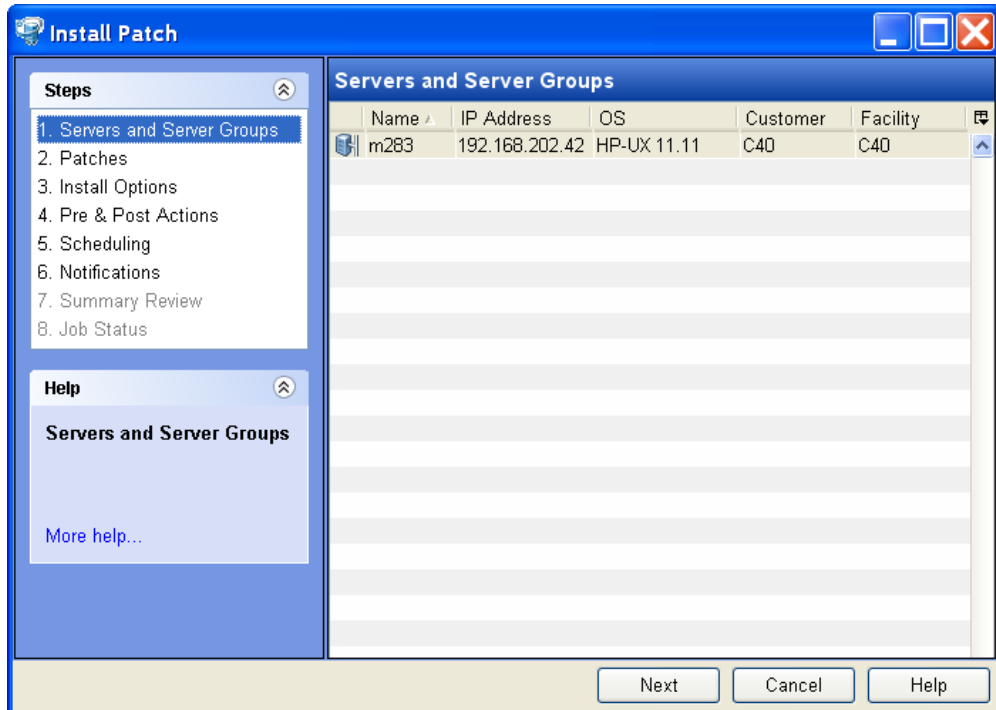 Install Patch
Steps
1. Servers and Server Groups
2. Patches
3. Install Options
4. Pre & Post Actions
5. Scheduling
6. Notifications
7. Summary Review
8. Job Status
Help
Servers and Server Groups
More help...
Servers and Server Groups
Name IP Address OS Customer Facility
m283 192.168.202.42 HP-UX 11.11 C40 C40
Next Cancel Help